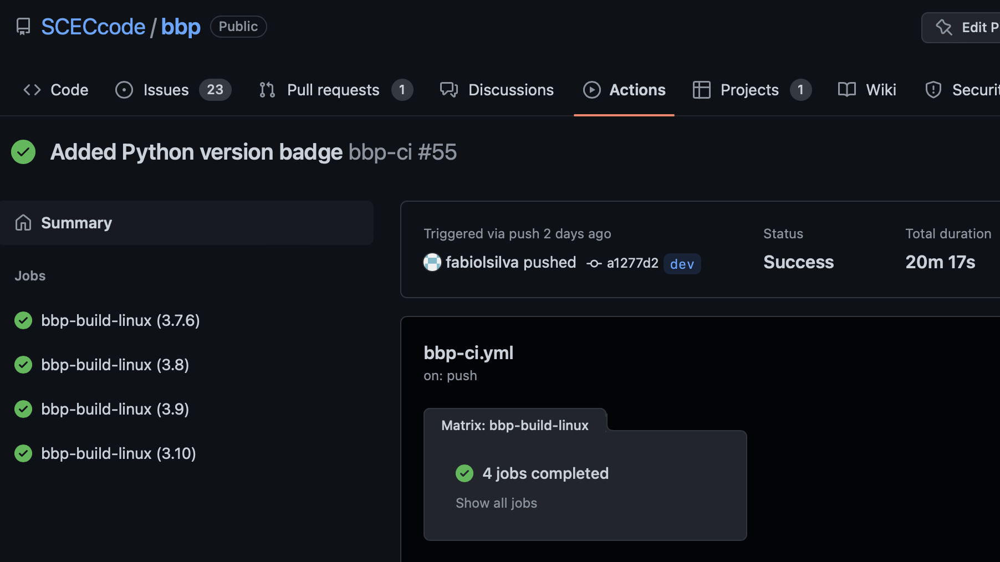 SCECcode / bbp Public
Edit P
Code Issues 23 Pull requests 1 Discussions Actions Projects 1 Wiki Securit
Added Python version badge bbp-ci #55
Summary
Jobs
bbp-build-linux (3.7.6)
bbp-build-linux (3.8)
bbp-build-linux (3.9)
bbp-build-linux (3.10)
Triggered via push 2 days ago
fabiolsilva pushed a1277d2 dev
Status
Success
Total duration
20m 17s
bbp-ci.yml
on: push
Matrix: bbp-build-linux
4 jobs completed
Show all jobs